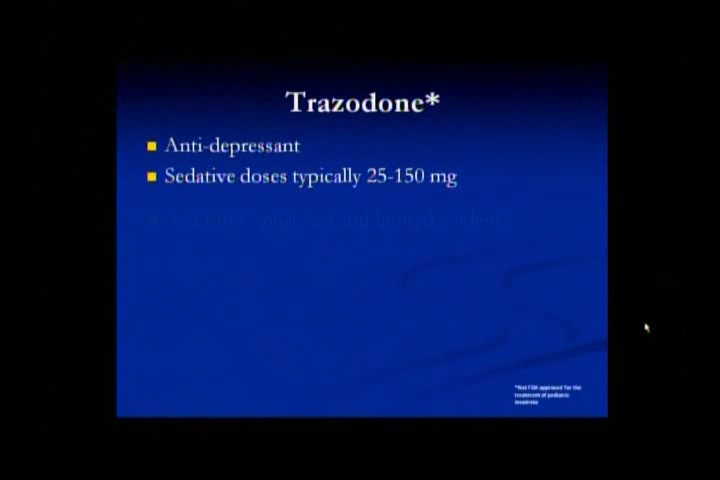 Trazodone*
Anti-depressant
Sedative doses typically 25-150 mg
*Not FDA approved for the
treatment of pediatric
insomnia